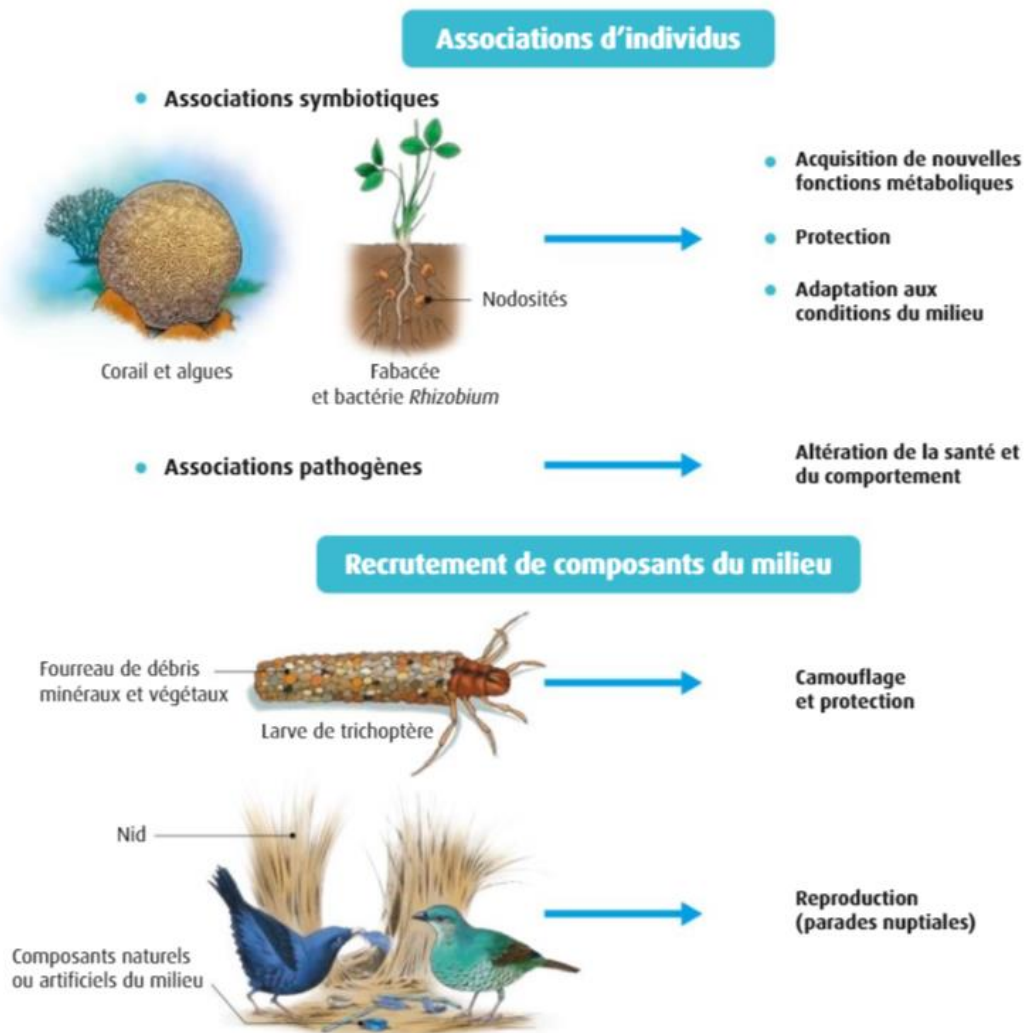 Associations d'individus
• Associations symbiotiques
Corail et algues
Nodosités
Fabacée
et bactérie Rhizobium
• Acquisition de nouvelles
fonctions métaboliques
• Protection
• Adaptation aux
conditions du milieu
• Associations pathogènes
Altération de la santé et
du comportement
Recrutement de composants du milieu
Fourreau de débris
minéraux et végétaux
Larve de trichoptère
Camouflage
et protection
Nid
Composants naturels
ou artificiels du milieu
Reproduction
(parades nuptiales)